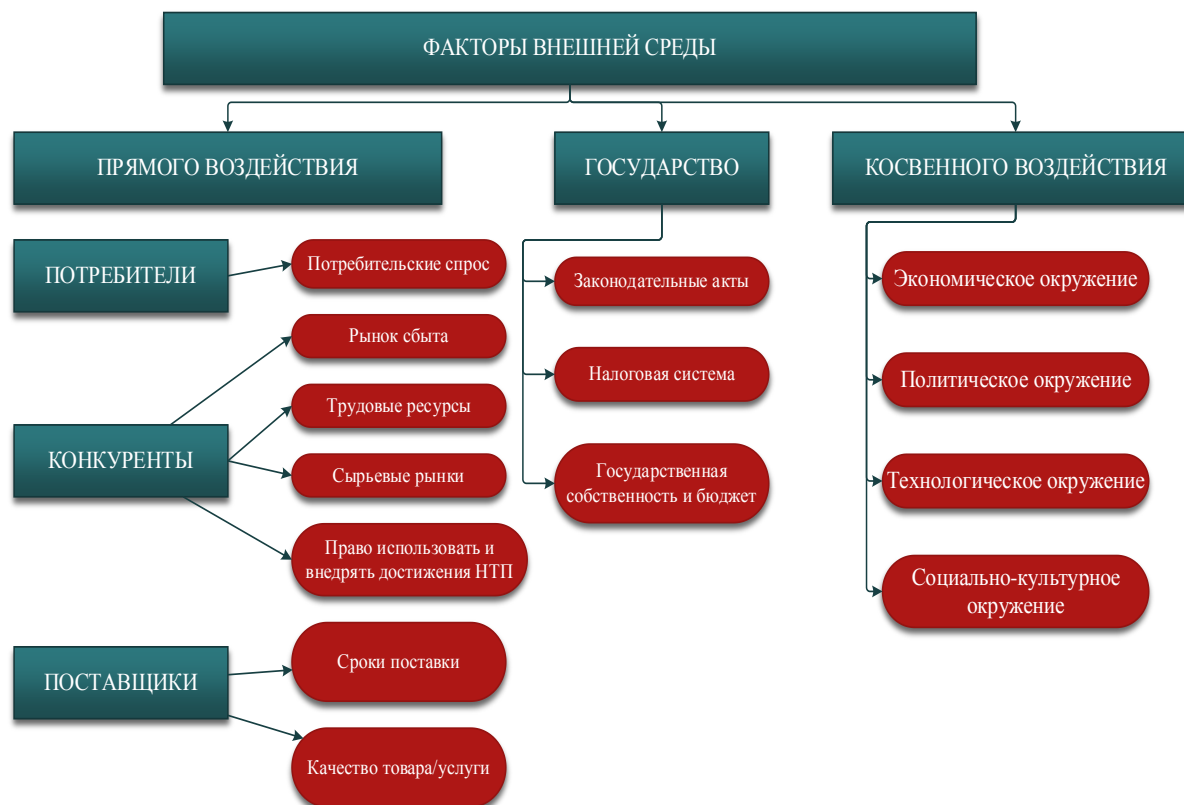 ФАКТОРЫ ВНЕШНЕЙ СРЕДЫ
ПРЯМОГО ВОЗДЕЙСТВИЯ
ГОСУДАРСТВО
КОСВЕННОГО ВОЗДЕЙСТВИЯ
ПОТРЕБИТЕЛИ
Потребительские спрос
Рынок сбыта
КОНКУРЕНТЫ
Трудовые ресурсы
Сырьевые рынки
Право использовать и
внедрять достижения НТП
ПОСТАВЩИКИ
Сроки поставки
Качество товара/услуги
Законодательные акты
Налоговая система
Государственная
собственность и бюджет
Экономическое окружение
Политическое окружение
Технологическое окружение
Социально-культурное
окружение